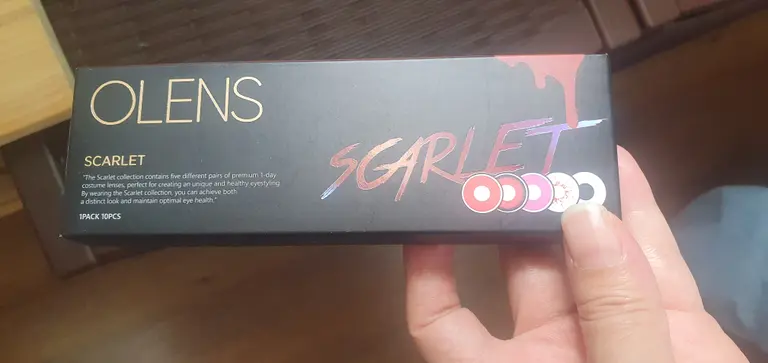 OLENS
SCARLET
SCARLET
"The Scarlet collection contains five different pairs of premium 1-day
costume lenses, perfect for creating an unique and healthy eyestyling.
By wearing the Scarlet collection, you can achieve both
a distinct look and maintain optimal eye health."
1PACK 10PCS